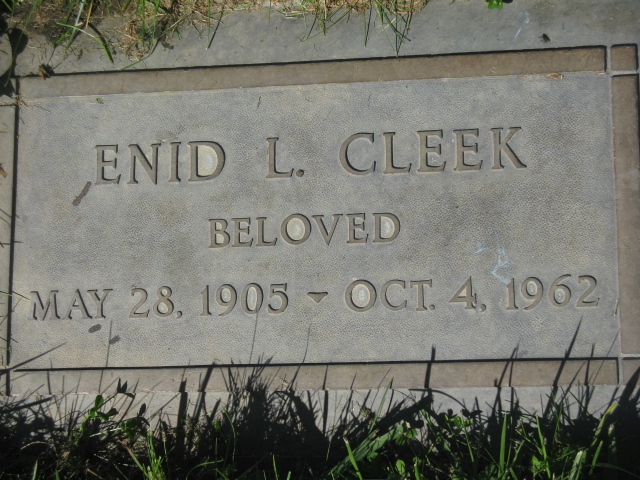 ENID L. CLEEK
BELOVED
MAY 28, 1905 - OCT. 4, 1962